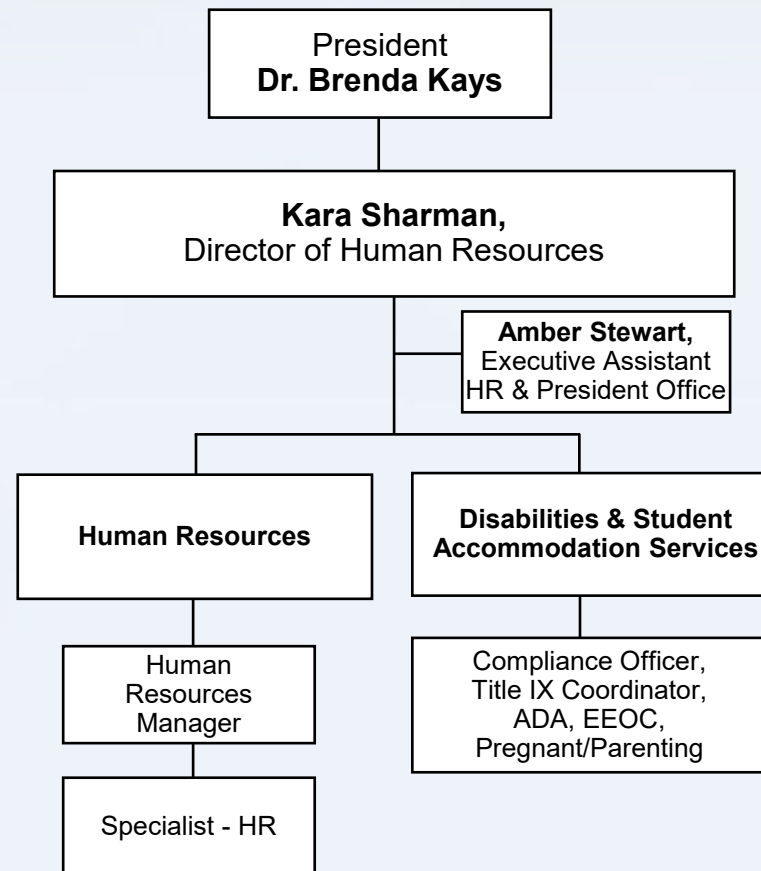 President
Dr. Brenda Kays
Kara Sharman,
Director of Human Resources
Amber Stewart,
Executive Assistant
HR & President Office
Human Resources
Disabilities & Student
Accommodation Services
Human
Resources
Manager
Compliance Officer,
Title IX Coordinator,
ADA, EEOC,
Pregnant/Parenting
Specialist - HR